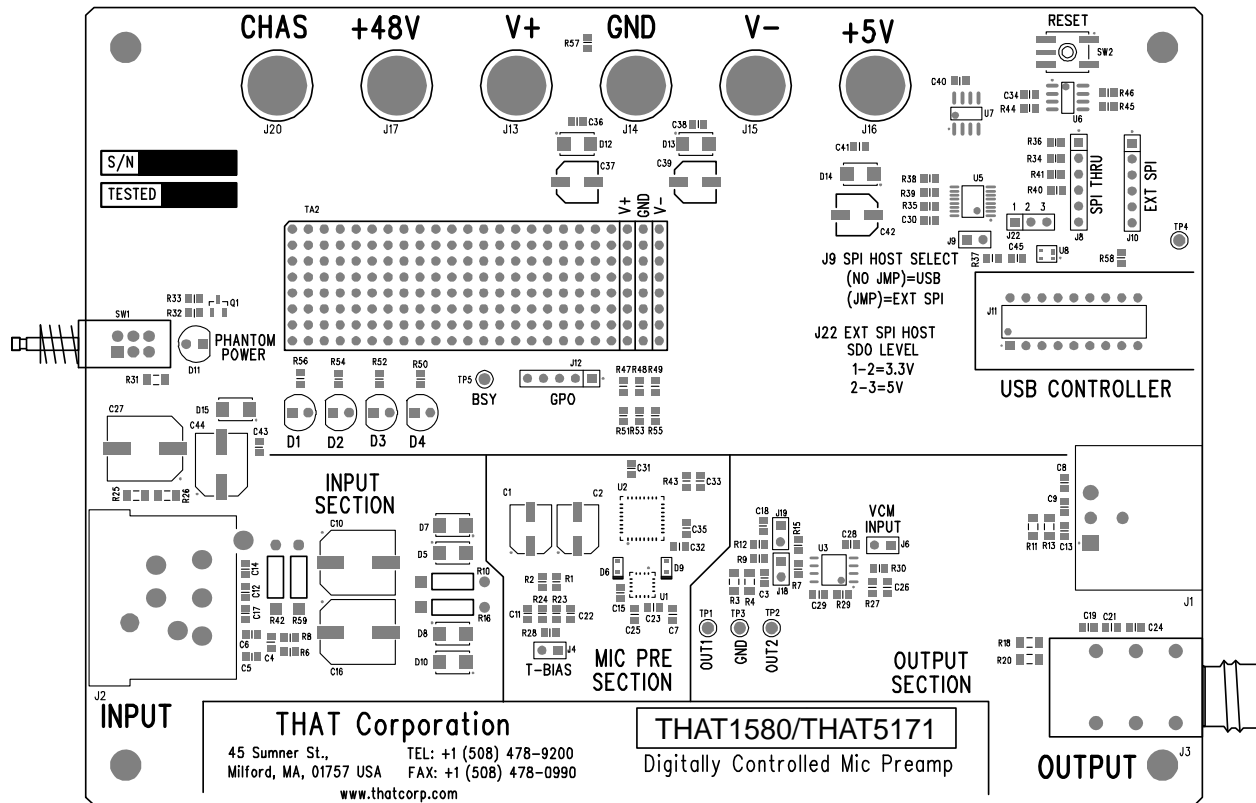 CHAS +48V V+ GND V- +5V RESET
R57 SW2
C40 C34 R46
R44 R45
U7 U6
J20 J17 J13 J14 J15 J16
C36 C38
D12 D13 C41
C37 C39 D14
R36 R34 R41 R40
SPI THRU EXT SPI
J8 J10
R38 R39 R35 C30 U5
1 2 3
J22 J9 C42
TP4
R37 C45 U8 R58
S/N
TESTED
TA2 V+ GND V-
J9 SPI HOST SELECT
(NO JMP)=USB
(JMP)=EXT SPI
J22 EXT SPI HOST
SDO LEVEL
1-2=3.3V
2-3=5V
J11
USB CONTROLLER
R33 Q1
R32
SW1
PHANTOM
POWER
D11
R31
R56 R54 R52 R50
TP5 J12
BSY GPO
R47 R48 R49
R51 R53 R55
D1 D2 D3 D4
C27 D15
C44 C43
R25 R26
INPUT
SECTION
C31
U2 R43 C33
C1 C2
C35
C32
D6 D9
C10 D7
D5
R10
R16
D8
D10
C16
C14
C12
C17
R42 R59
C6 R8
C4 R6
C5
R2 R1
C15 U1
R24 R23
C11 C22
C25 C23 C7
R28 J4
T-BIAS
MIC PRE
SECTION
C18 J19 R15
R12
R9
C3 J18 R7
R3 R4
U3 C28
C29 R29
VCM
INPUT
J6
R30
R27 C26
TP1 TP3 TP2
OUT1 GND OUT2
OUTPUT
SECTION
C8
C9
R11 R13 C13
J1
C19 C21 C24
R18
R20
J2
INPUT
J3
OUTPUT
THAT Corporation
45 Sumner St., TEL: +1 (508) 478-9200
Milford, MA, 01757 USA FAX: +1 (508) 478-0990
www.thatcorp.com
THAT1580/THAT5171
Digitally Controlled Mic Preamp